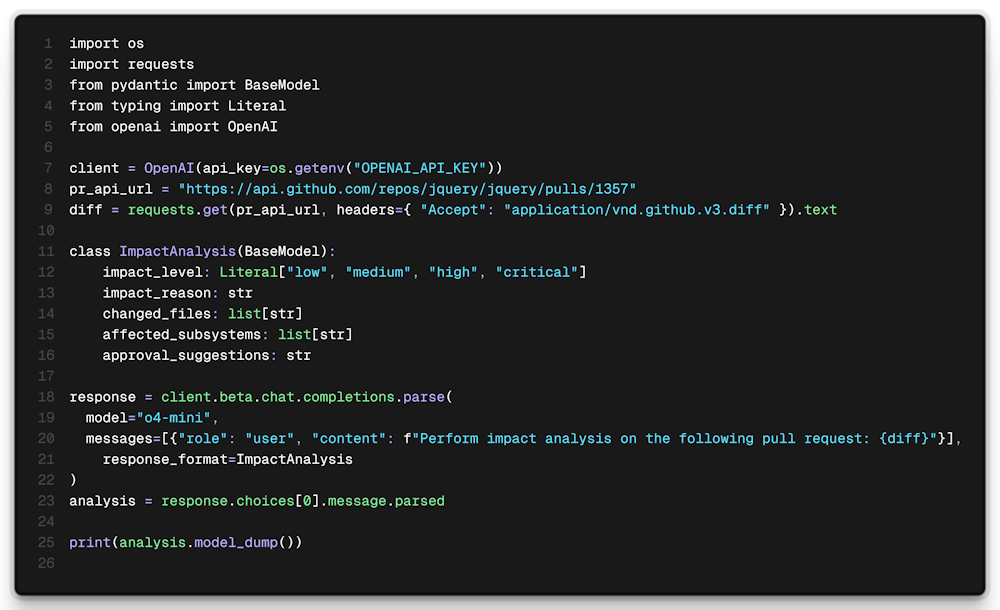 1 import os
2 import requests
3 from pydantic import BaseModel
4 from typing import Literal
5 from openai import OpenAI
6
7 client = OpenAI(api_key=os.getenv("OPENAI_API_KEY"))
8 pr_api_url = "https://api.github.com/repos/jquery/jquery/pulls/1357"
9 diff = requests.get(pr_api_url, headers={ "Accept": "application/vnd.github.v3.diff" }).text
10
11 class ImpactAnalysis(BaseModel):
12     impact_level: Literal["low", "medium", "high", "critical"]
13     impact_reason: str
14     changed_files: list[str]
15     affected_subsystems: list[str]
16     approval_suggestions: str
17
18 response = client.beta.chat.completions.parse(
19   model="o4-mini",
20   messages=[{"role": "user", "content": f"Perform impact analysis on the following pull request: {diff}"}],
21     response_format=ImpactAnalysis
22 )
23 analysis = response.choices[0].message.parsed
24
25 print(analysis.model_dump())
26